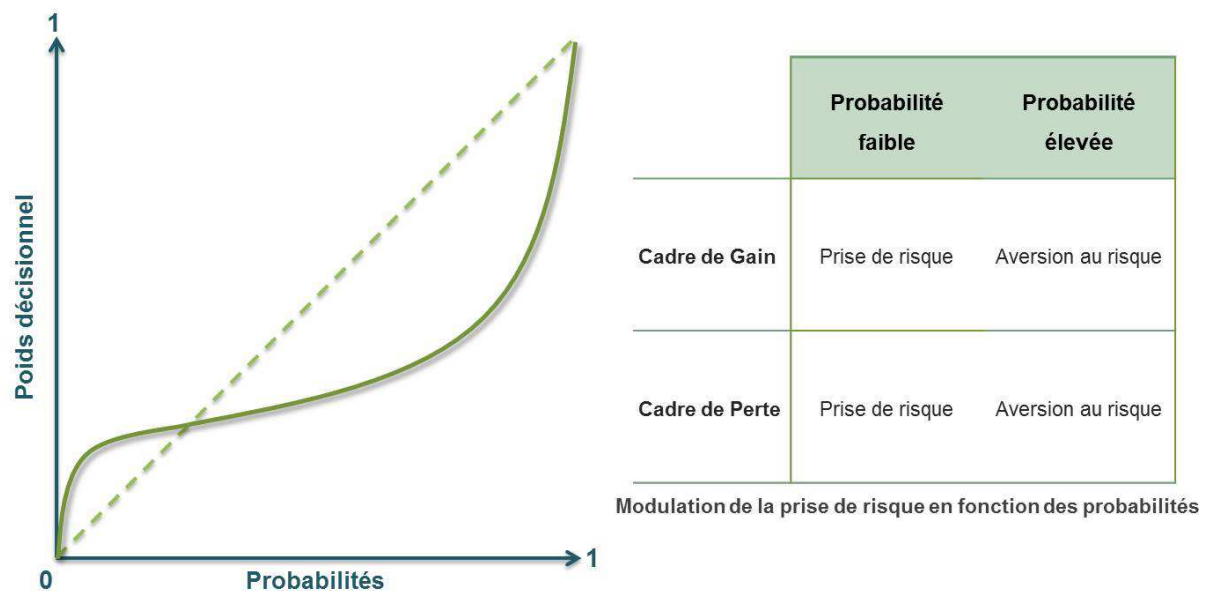 1
Poids décisionnel
0
Probabilités
1
Probabilité
faible
Probabilité
élevée
Cadre de Gain
Prise de risque
Aversion au risque
Cadre de Perte
Prise de risque
Aversion au risque
Modulation de la prise de risque en fonction des probabilités